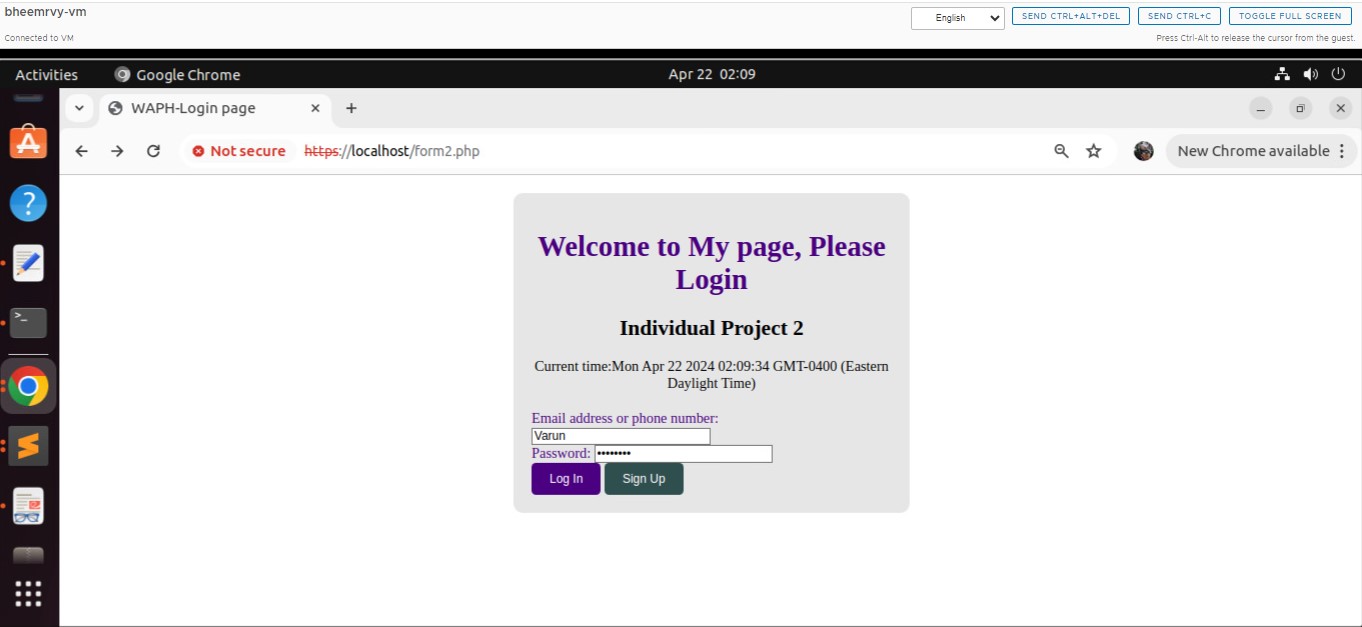 bheemrvy-vm
English
SEND CTRL+ALT+DEL
SEND CTRL+C
TOGGLE FULL SCREEN
Connected to VM
Press Ctrl-Alt to release the cursor from the guest.
Activities
Google Chrome
Apr 22 02:09
WAPH-Login page
Not secure
https://localhost/form2.php
New Chrome available
Welcome to My page, Please
Login
Individual Project 2
Current time:Mon Apr 22 2024 02:09:34 GMT-0400 (Eastern
Daylight Time)
Email address or phone number:
Varun
Password: ••••••••
Log In
Sign Up